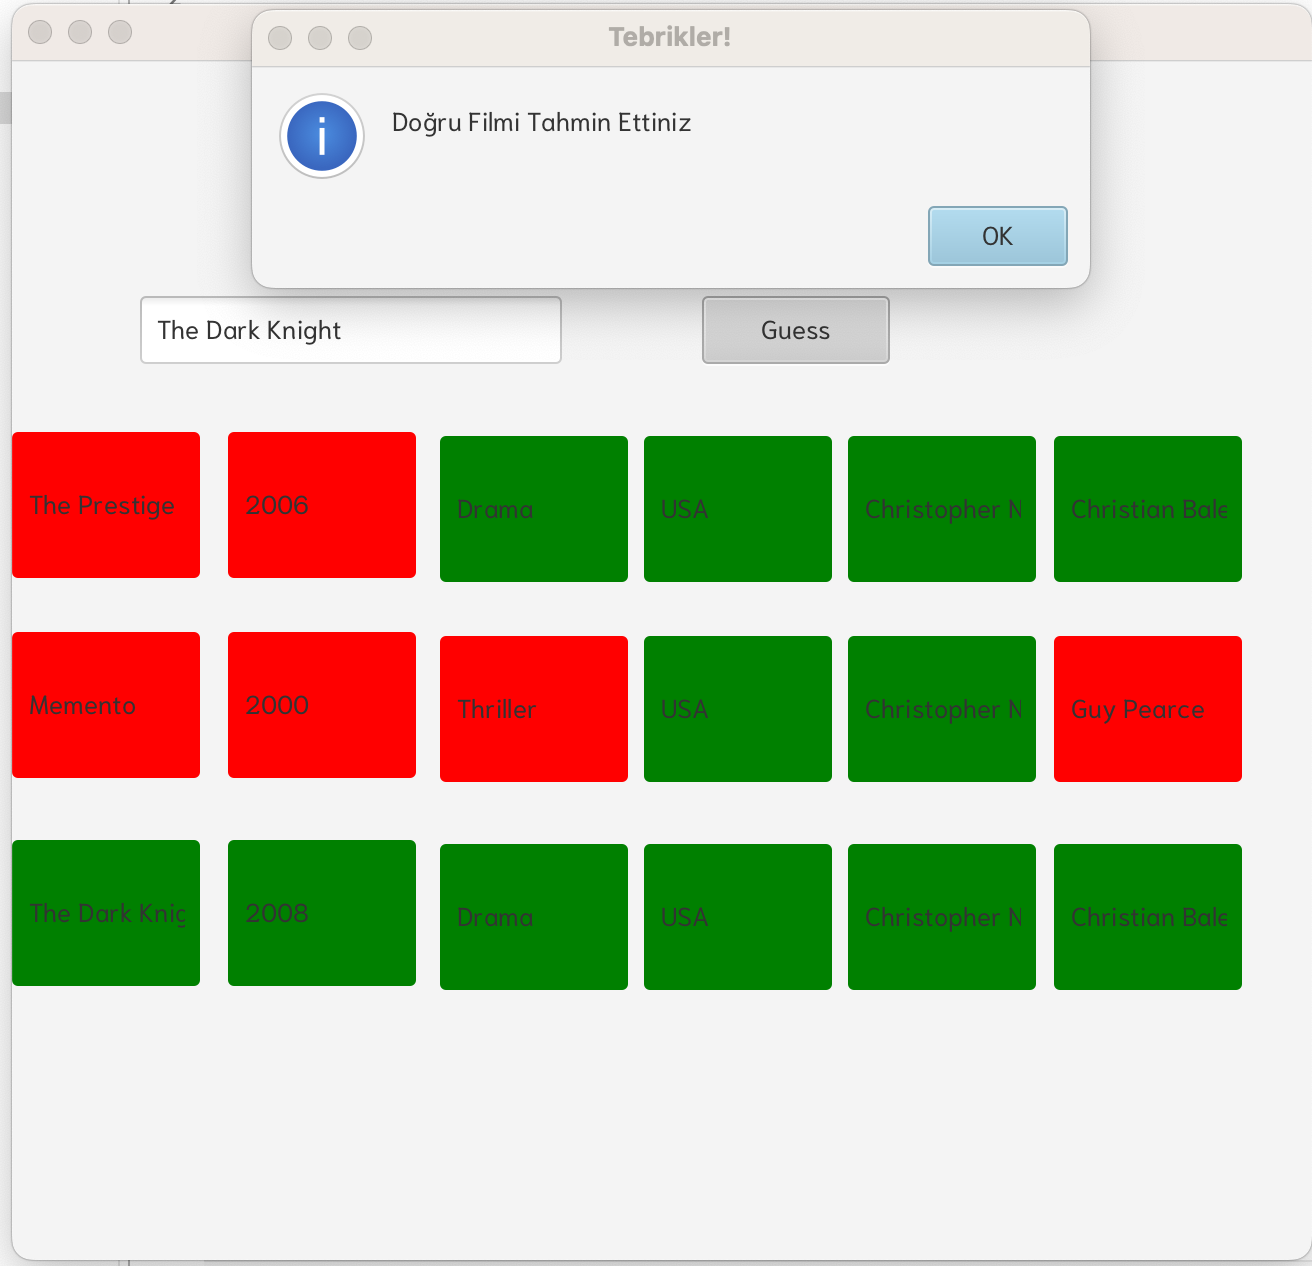 Tebrikler!
Doğru Filmi Tahmin Ettiniz
OK
The Dark Knight
Guess
The Prestige
2006
Drama
USA
Christopher N
Christian Bale
Memento
2000
Thriller
USA
Christopher N
Guy Pearce
The Dark Knig
2008
Drama
USA
Christopher N
Christian Bale